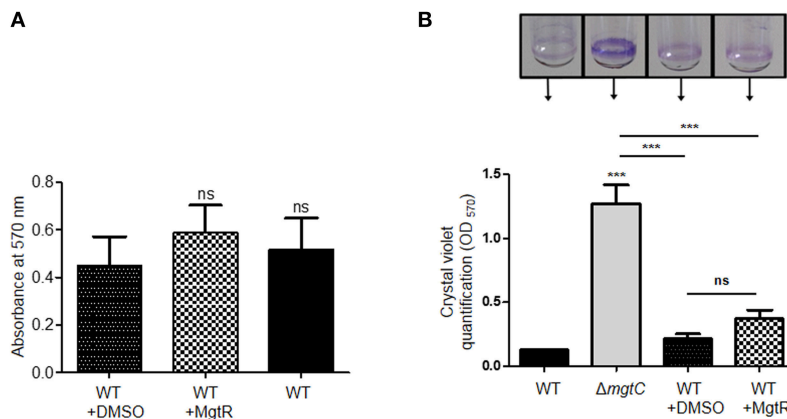 A
Absorbance at 570 nm
0.8
0.6
0.4
0.2
0.0
ns
ns
WT
+DMSO
WT
+MgtR
WT
B
***
***
***
ns
Crystal violet
quantification (OD 570)
1.5
1.0
0.5
0.0
WT
ΔmgtC
WT
+DMSO
WT
+MgtR